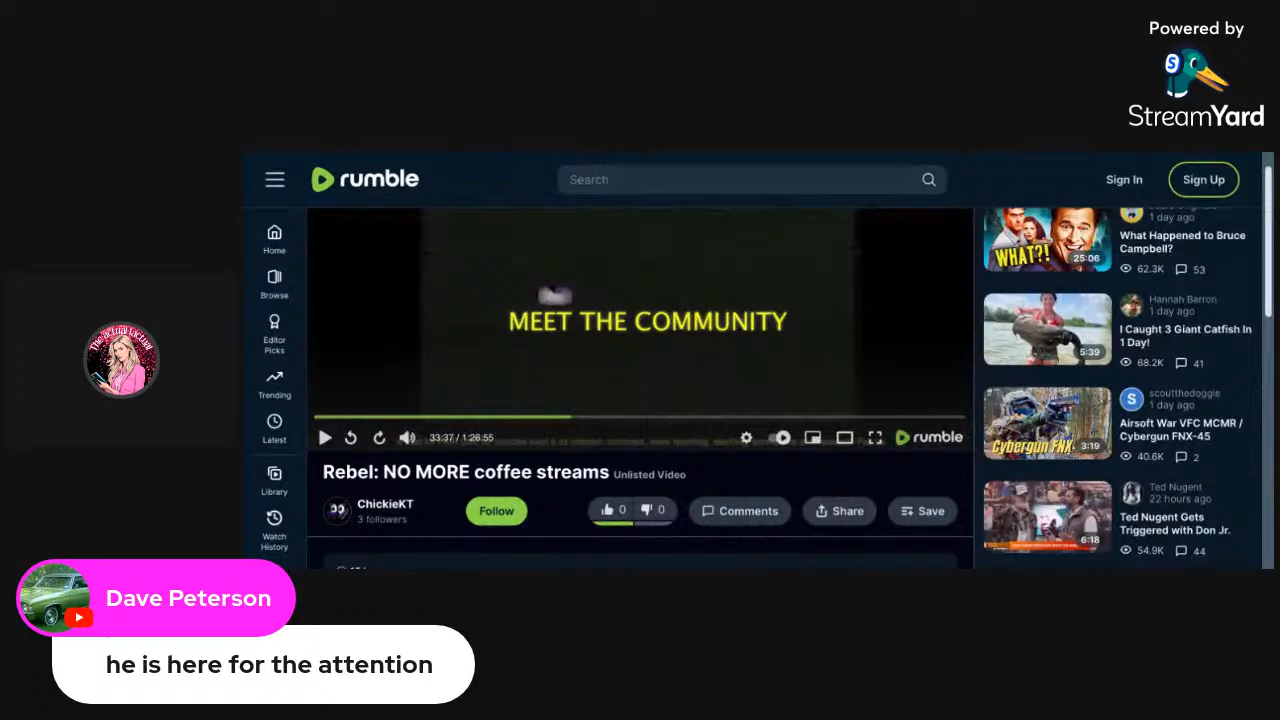 Powered by
StreamYard
rumble
Search
Sign In
Sign Up
Home
Browse
Editor
Picks
Trending
Latest
Library
Watch
History
MEET THE COMMUNITY
33:37 / 1:26:55
rumble
Rebel: NO MORE coffee streams Unlisted Video
ChickieKT
3 followers
Follow
0
0
Comments
Share
Save
1 day ago
What Happened to Bruce
Campbell?
62.3K 53
WHAT?!
25:06
Hannah Barron
1 day ago
I Caught 3 Giant Catfish In
1 Day!
68.2K 41
5:39
S
scoutthedoggie
1 day ago
Airsoft War VFC MCMR /
Cybergun FNX-45
40.6K 2
Cybergun FNX
3:19
Ted Nugent
22 hours ago
Ted Nugent Gets
Triggered with Don Jr.
54.9K 44
6:18
The actual factual
Dave Peterson
he is here for the attention